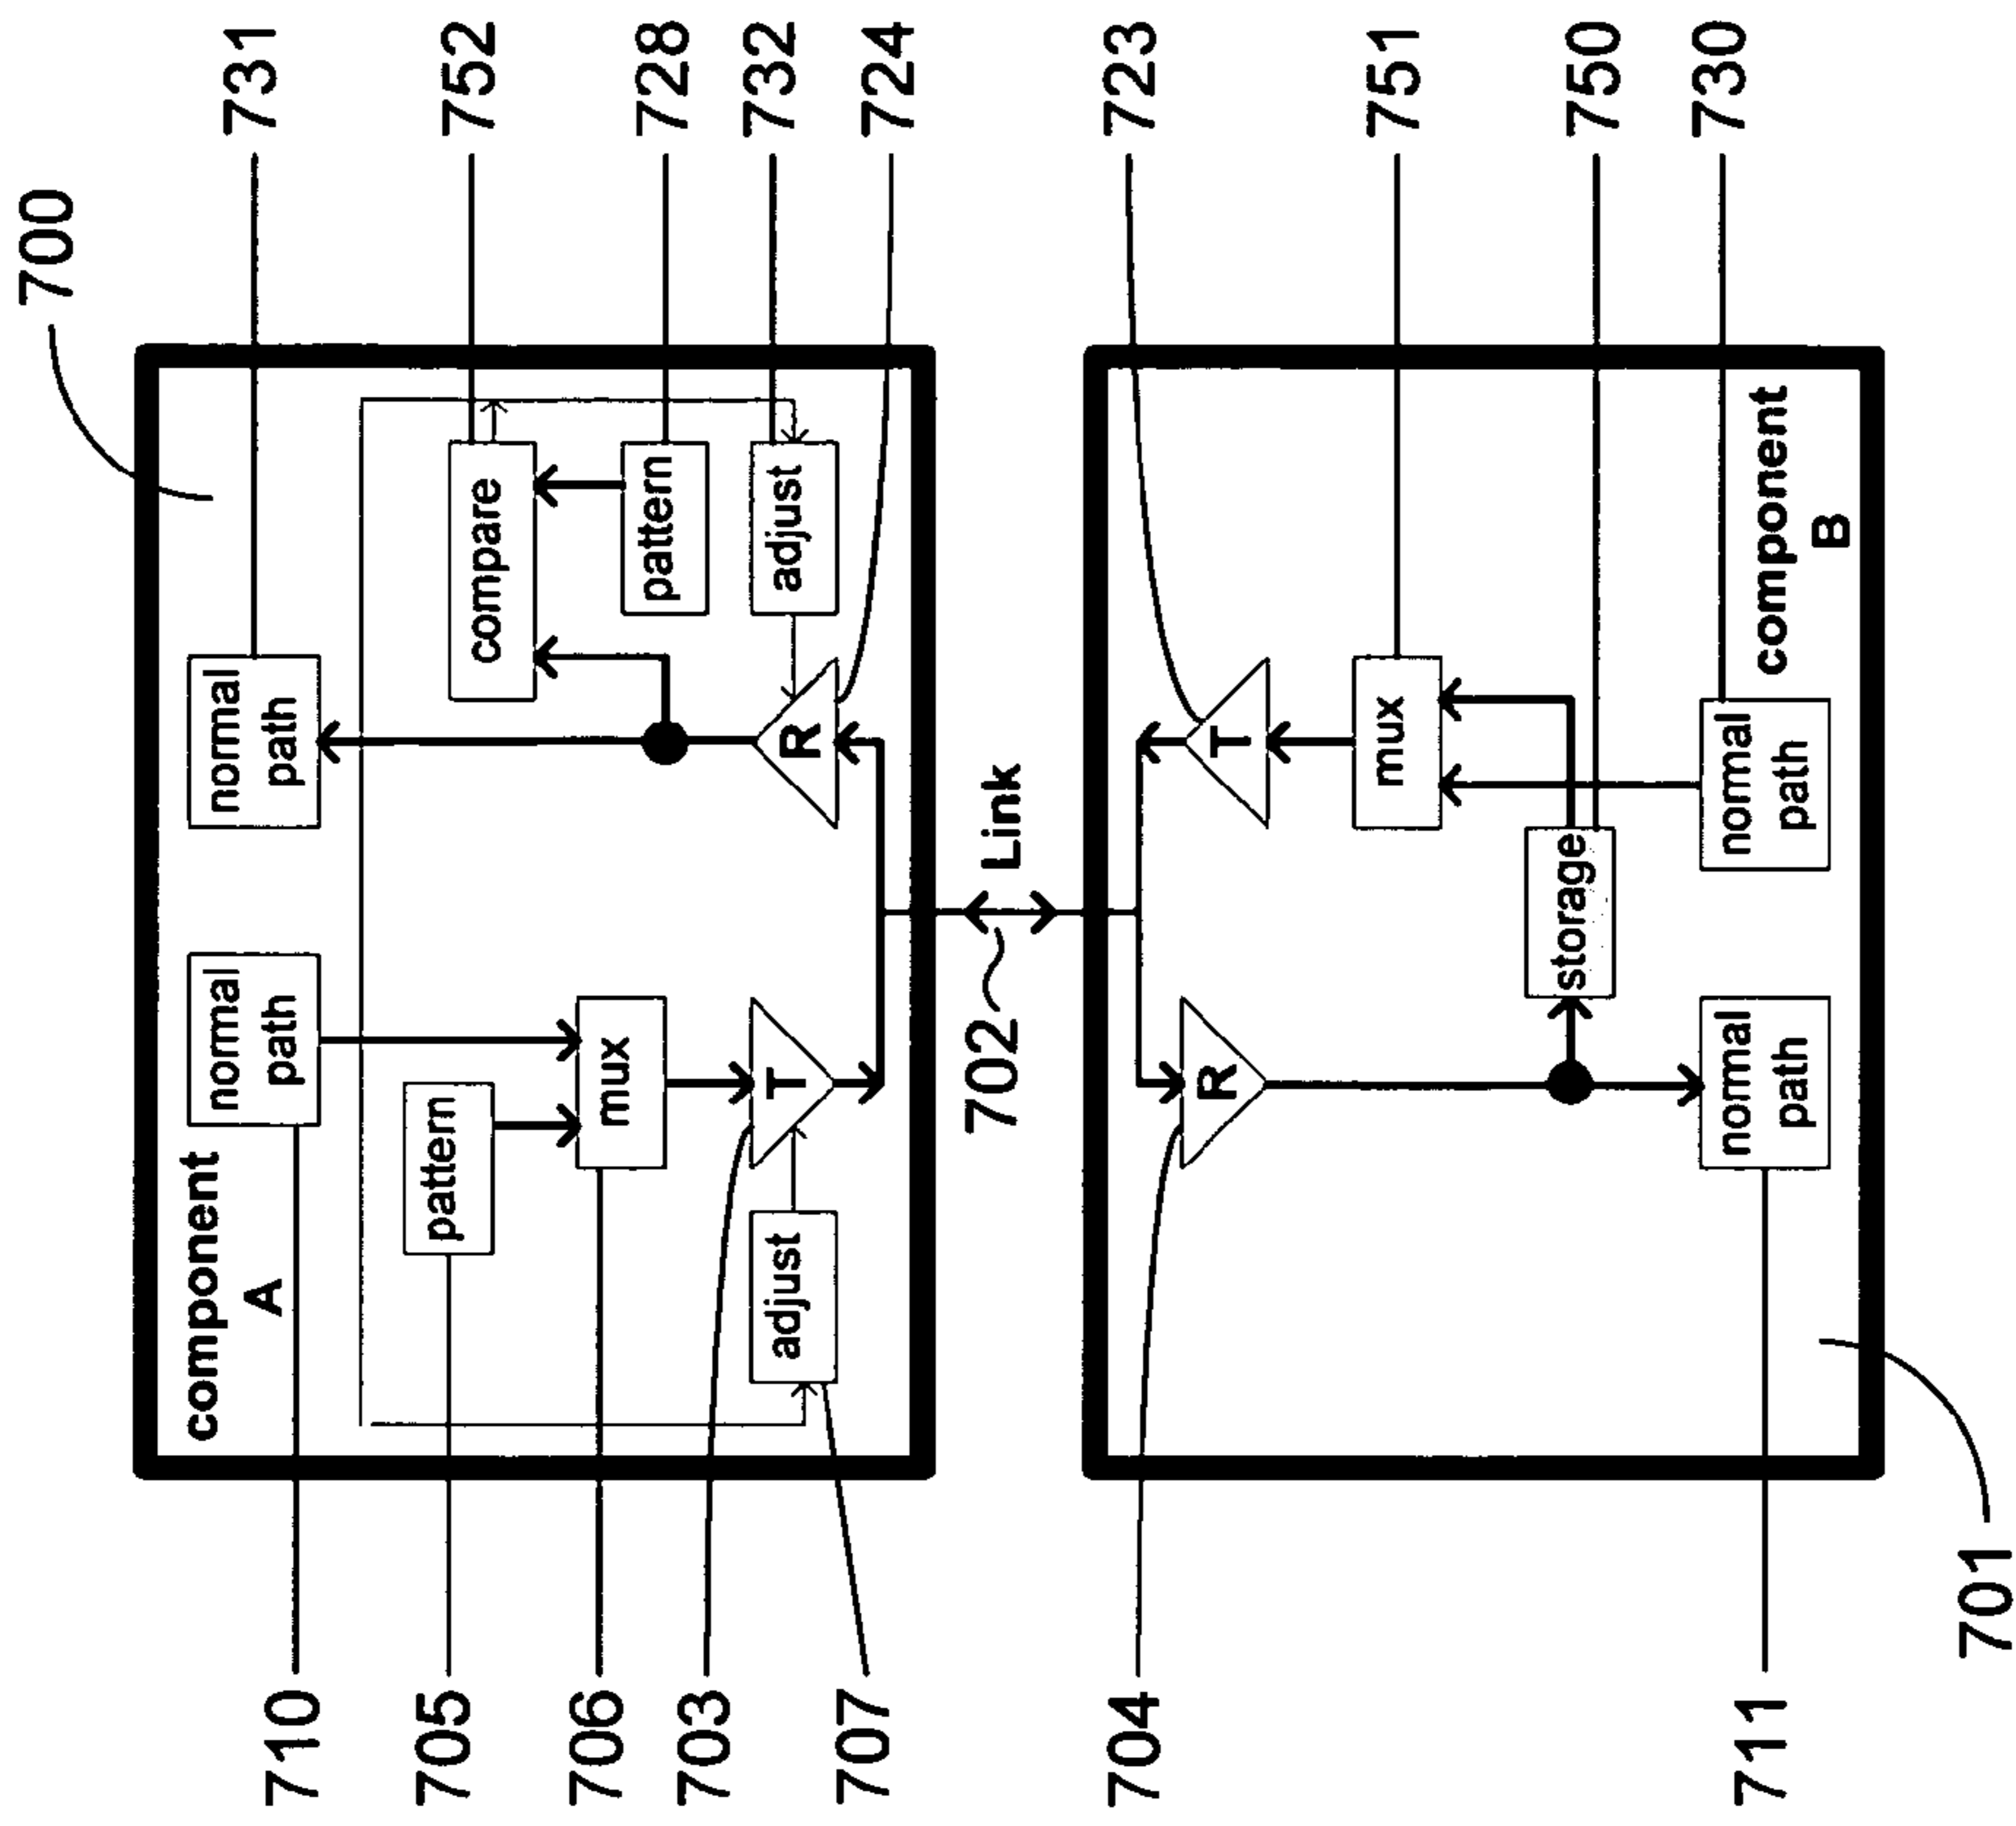 700
component
A
normal
path
normal
path
731
710
705
pattern
compare
752
706
mux
pattern
728
703
adjust
T
R
adjust
732
707
724
702
Link
704
R
T
723
mux
751
storage
750
711
normal
path
normal
path
730
component
B
701